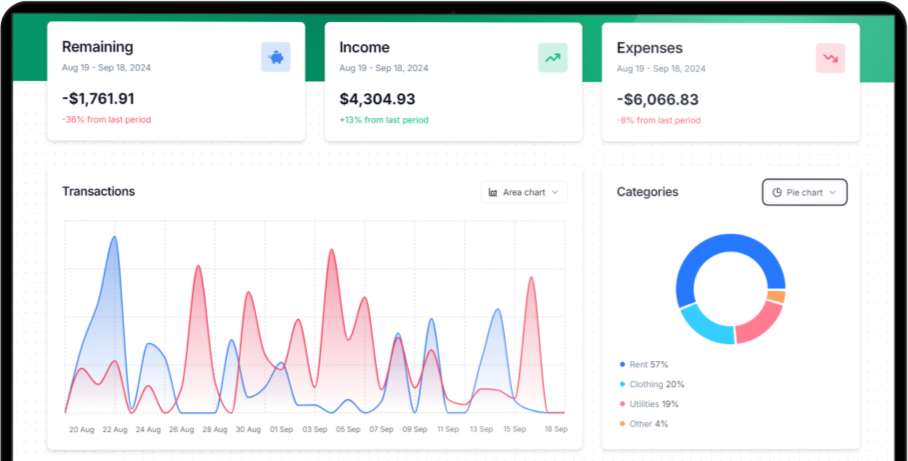 Remaining
Aug 19 - Sep 18, 2024
-$1,761.91
-36% from last period
Income
Aug 19 - Sep 18, 2024
$4,304.93
+13% from last period
Expenses
Aug 19 - Sep 18, 2024
-$6,066.83
-8% from last period
Transactions
Area chart
20 Aug 22 Aug 24 Aug 26 Aug 28 Aug 30 Aug 01 Sep 03 Sep 05 Sep 07 Sep 09 Sep 11 Sep 13 Sep 15 Sep 18 Sep
Categories
Pie chart
Rent 57%
Clothing 20%
Utilities 19%
Other 4%